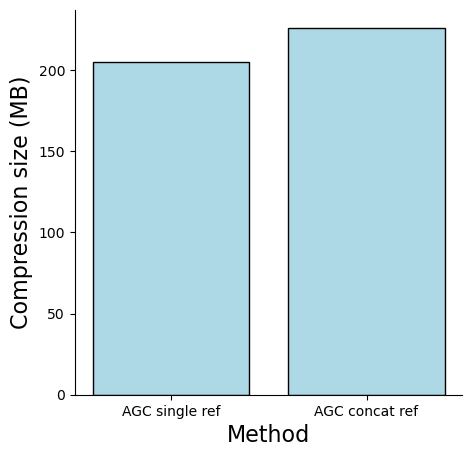 Compression size (MB)
200
150
100
50
0
AGC single ref
AGC concat ref
Method